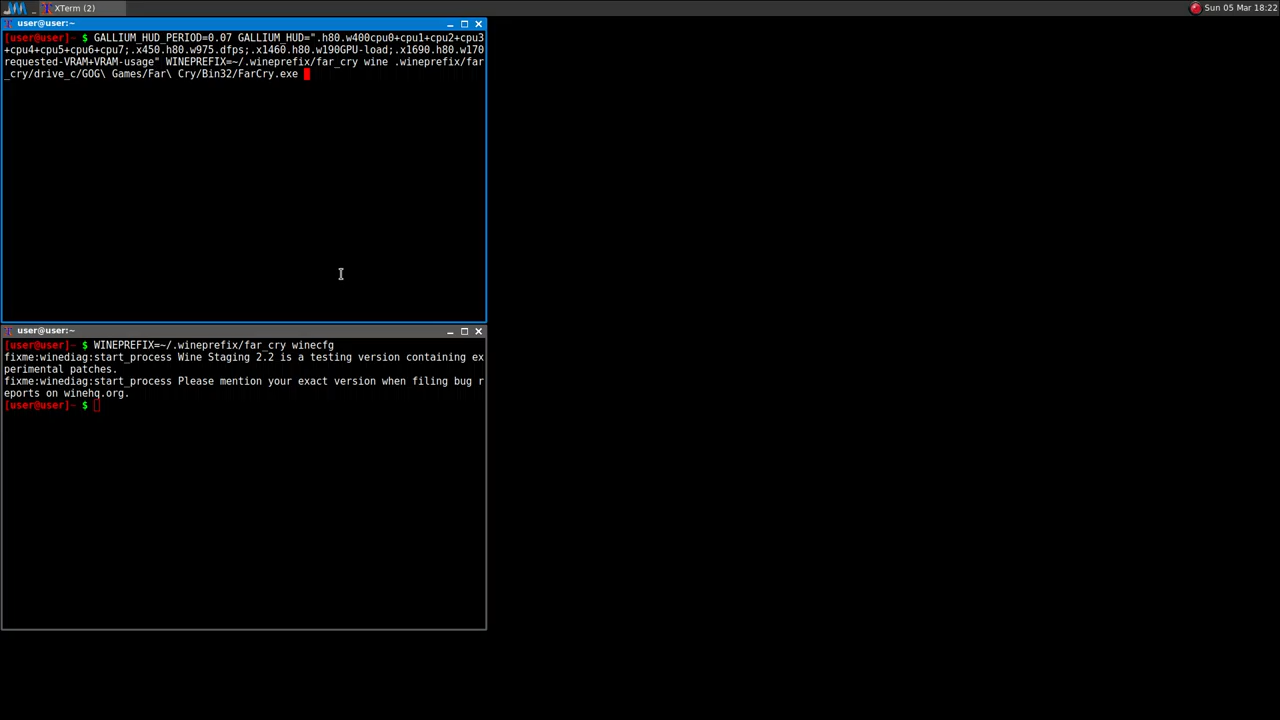 XTerm (2)
Sun 05 Mar 18:22
user@user:~
[user@user]~ $ GALLIUM_HUD_PERIOD=0.07 GALLIUM_HUD=".h80.w400cpu0+cpu1+cpu2+cpu3
+cpu4+cpu5+cpu6+cpu7;.x450.h80.w975.dfps;.x1460.h80.w190GPU-load;.x1690.h80.w170
requested-VRAM+VRAM-usage" WINEPREFIX=~/.wineprefix/far_cry wine .wineprefix/far
_cry/drive_c/GOG\ Games/Far\ Cry/Bin32/FarCry.exe
user@user:~
[user@user]~ $ WINEPREFIX=~/.wineprefix/far_cry winecfg
fixme:winediag:start_process Wine Staging 2.2 is a testing version containing ex
perimental patches.
fixme:winediag:start_process Please mention your exact version when filing bug r
eports on winehq.org.
[user@user]~ $